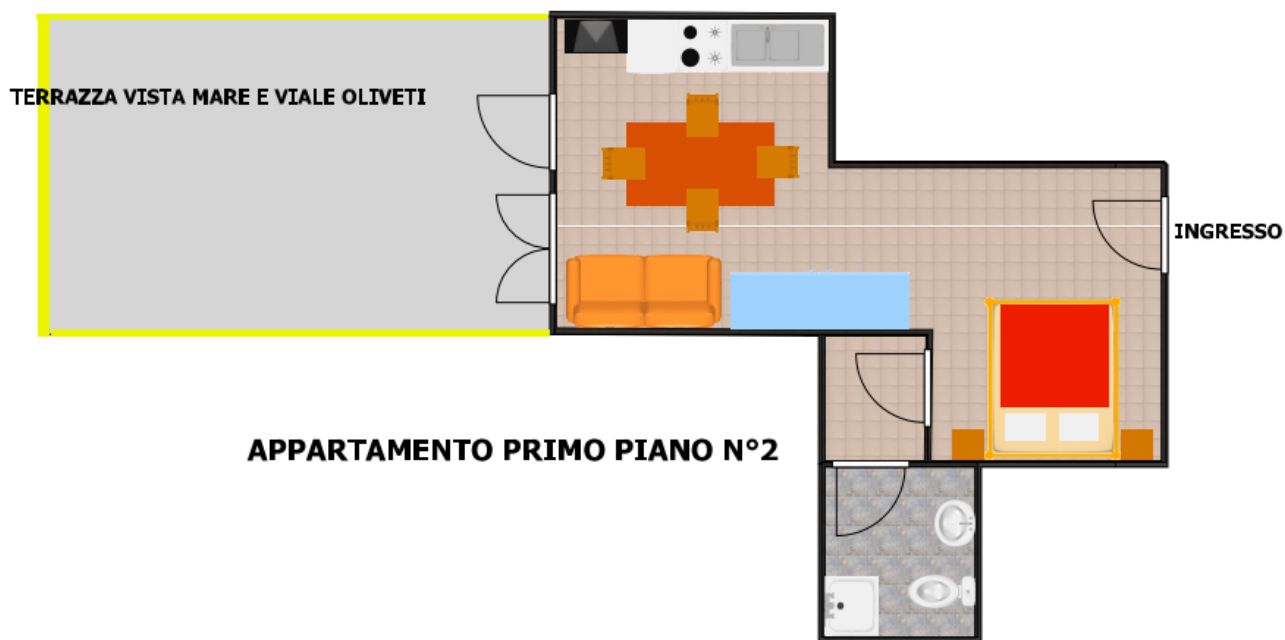 TERRAZZA VISTA MARE E VIALE OLIVETI
INGRESSO
APPARTAMENTO PRIMO PIANO N°2